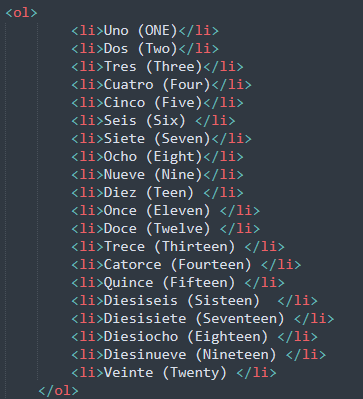 <ol>
<li>Uno (ONE)</li>
<li>Dos (Two)</li>
<li>Tres (Three)</li>
<li>Cuatro (Four)</li>
<li>Cinco (Five)</li>
<li>Seis (Six) </li>
<li>Siete (Seven)</li>
<li>Ocho (Eight)</li>
<li>Nueve (Nine)</li>
<li>Diez (Teen) </li>
<li>Once (Eleven) </li>
<li>Doce (Twelve) </li>
<li>Trece (Thirteen) </li>
<li>Catorce (Fourteen) </li>
<li>Quince (Fifteen) </li>
<li>Diesiseis (Sisteen)  </li>
<li>Diesisiete (Seventeen) </li>
<li>Diesiocho (Eighteen) </li>
<li>Diesinueve (Nineteen) </li>
<li>Veinte (Twenty) </li>
</ol>